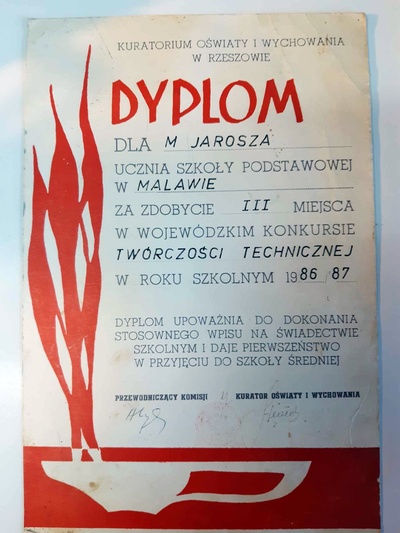 KURATORIUM OŚWIATY I WYCHOWANIA
W RZESZOWIE
DYPLOM
DLA M JAROSZA
UCZNIA SZKOŁY PODSTAWOWEJ
W MALAWIE
ZA ZDOBYCIE III MIEJSCA
W WOJEWÓDZKIM KONKURSIE
TWÓRCZOŚCI TECHNICZNEJ
W ROKU SZKOLNYM 1986/87
DYPLOM UPOWAŻNIA DO DOKONANIA
STOSOWNEGO WPISU NA ŚWIADECTWIE
SZKOLNYM I DAJE PIERWSZEŃSTWO
W PRZYJĘCIU DO SZKOŁY ŚREDNIEJ
PRZEWODNICZĄCY KOMISJI KURATOR OŚWIATY I WYCHOWANIA